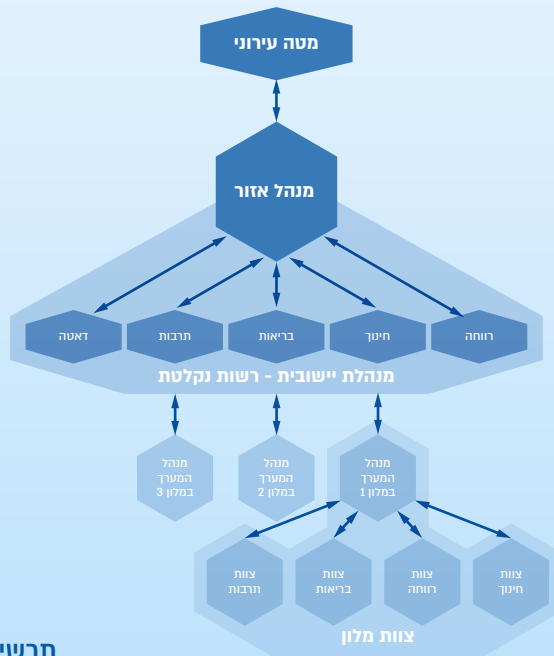 מטה עירוני
מנהל אזור
רווחה
חינוך
בריאות
תרבות
דאטה
מנהלת יישובית - רשות נקלטת
מנהל
המערך
במלון 1
מנהל
המערך
במלון 2
מנהל
המערך
במלון 3
צוות
חינוך
צוות
רווחה
צוות
בריאות
צוות
תרבות
צוות מלון